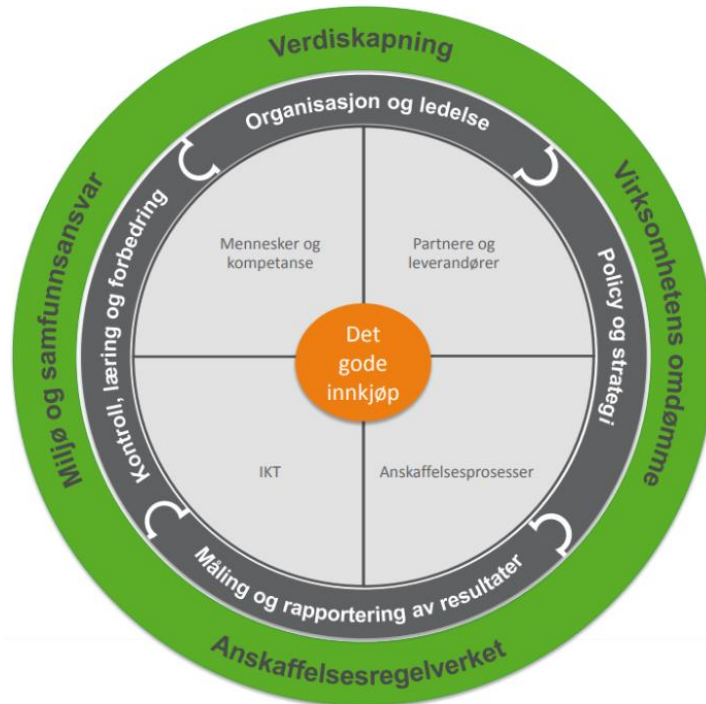 Verdiskapning
Organisasjon og ledelse
Miljø og samfunnsansvar
Kontroll, læring og forbedring
Mennesker og
kompetanse
Partnere og
leverandører
Policy og strategi
Virksomhetens omdømme
Det
gode
innkjøp
IKT
Anskaffelsesprosesser
Måling og rapportering av resultater
Anskaffelsesregelverket